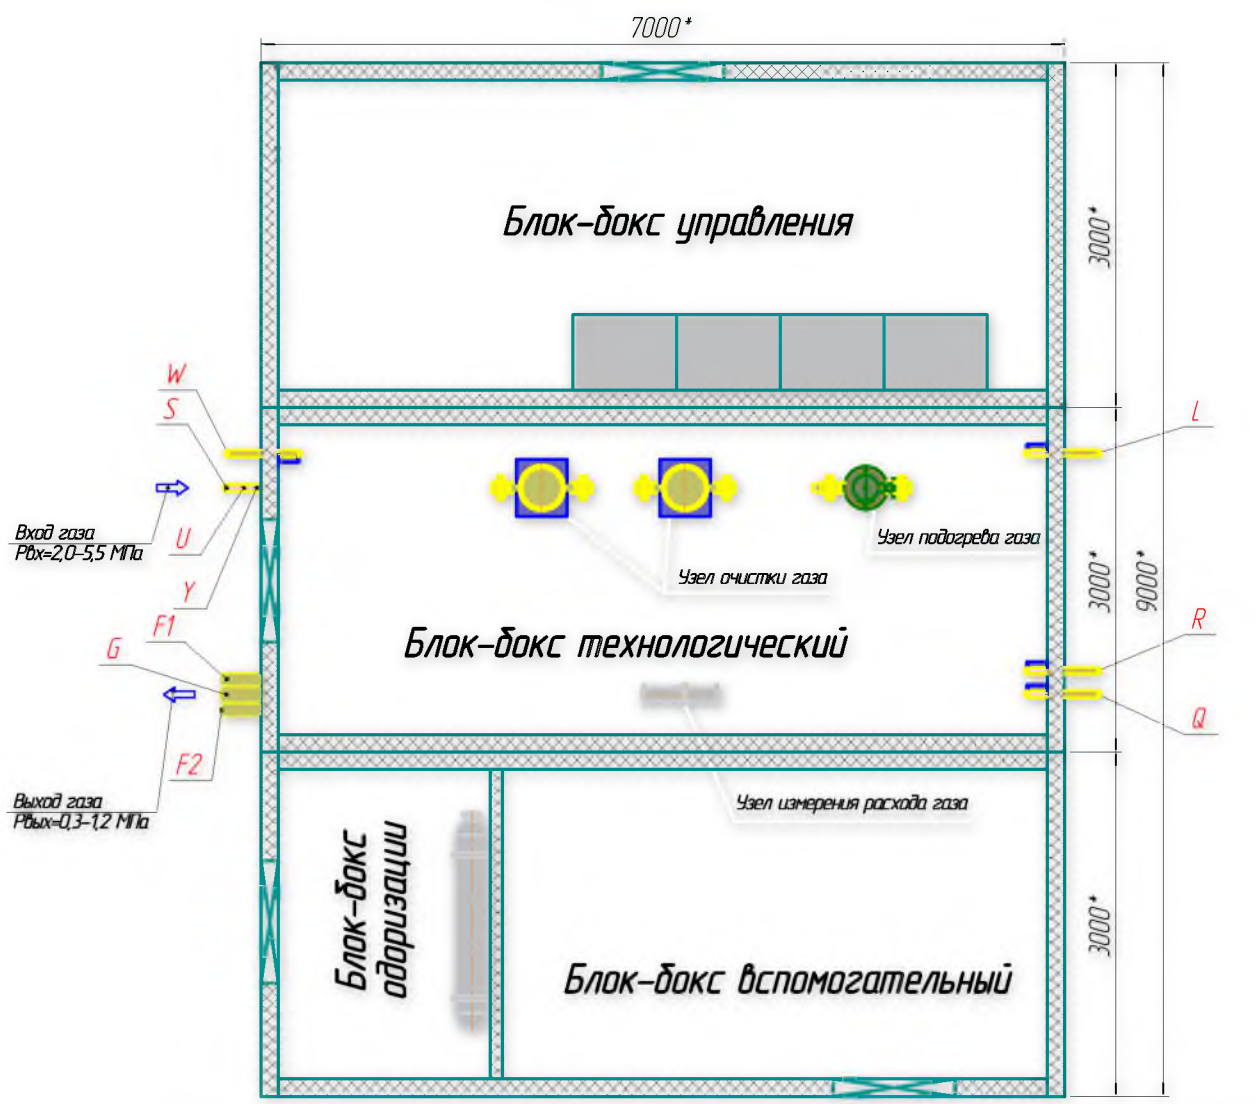 7000*
Блок-бокс управления
3000*
W
S
L
Вход газа
Рвх=2,0-5,5 МПа
U
Y
Узел подогрева газа
Узел очистки газа
3000*
9000*
F1
G
Блок-бокс технологический
R
Q
F2
Выход газа
Рвых=0,3-1,2 МПа
Узел измерения расхода газа
Блок-бокс
одоризации
Блок-бокс вспомогательный
3000*